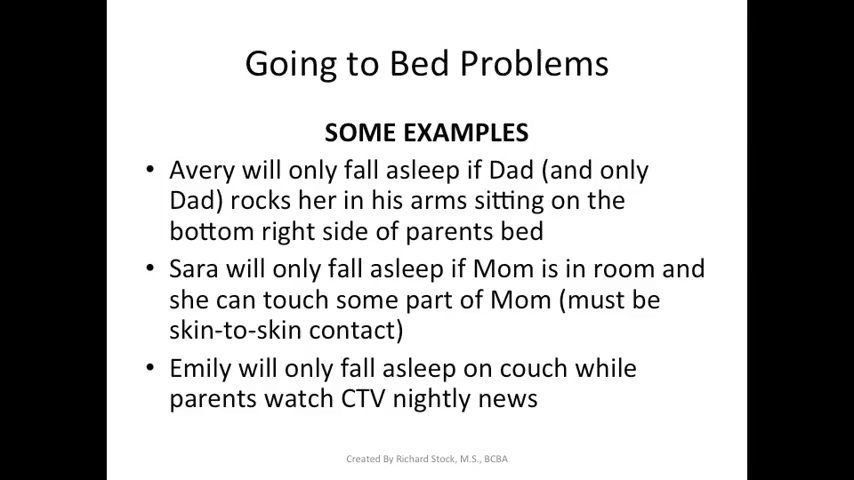 Going to Bed Problems
SOME EXAMPLES
• Avery will only fall asleep if Dad (and only
Dad) rocks her in his arms sitting on the
bottom right side of parents bed
• Sara will only fall asleep if Mom is in room and
she can touch some part of Mom (must be
skin-to-skin contact)
• Emily will only fall asleep on couch while
parents watch CTV nightly news
Created By Richard Stock, M.S., BCBA